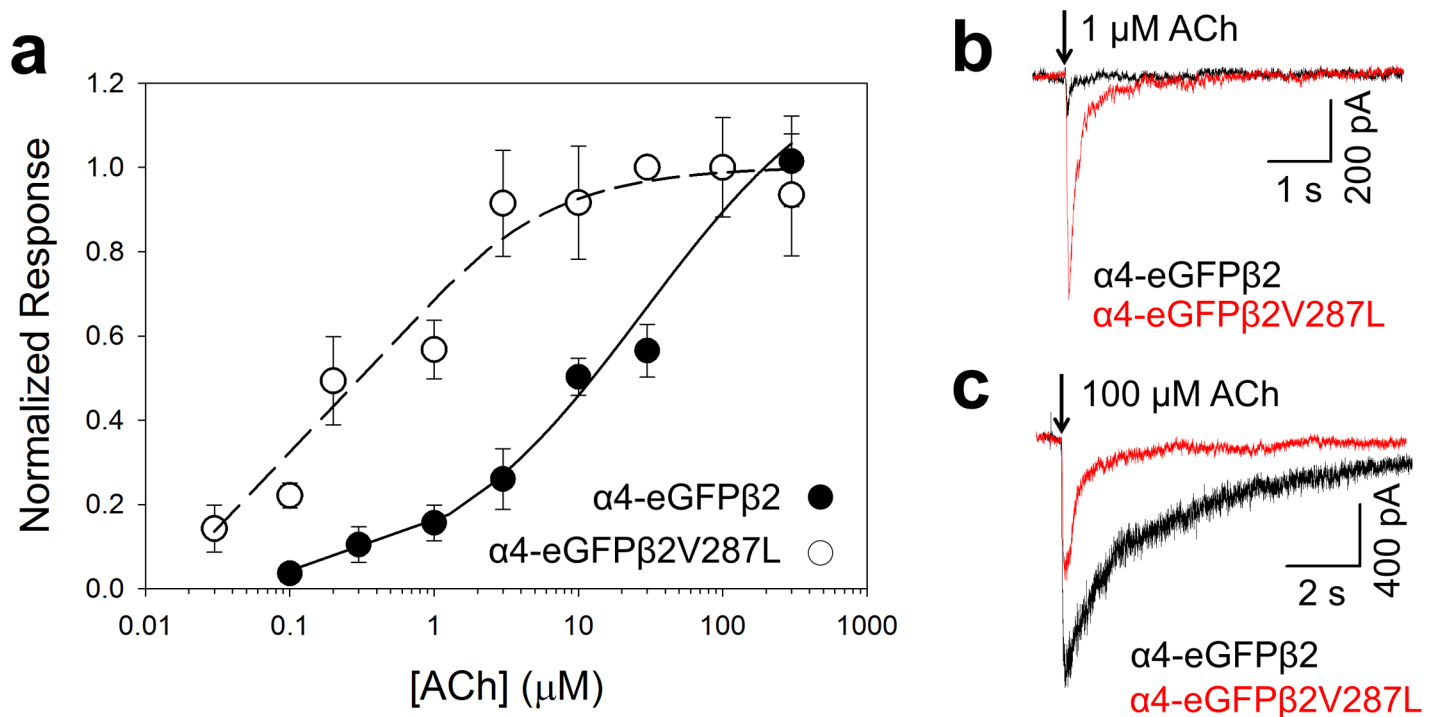 a
1.2
1.0
0.8
0.6
0.4
0.2
0.0
Normalized Response
0.01
0.1
1
10
100
1000
[ACh] (μM)
α4-eGFPβ2
α4-eGFPβ2V287L
b
1 μM ACh
200 pA
1 s
α4-eGFPβ2
α4-eGFPβ2V287L
c
100 μM ACh
400 pA
2 s
α4-eGFPβ2
α4-eGFPβ2V287L